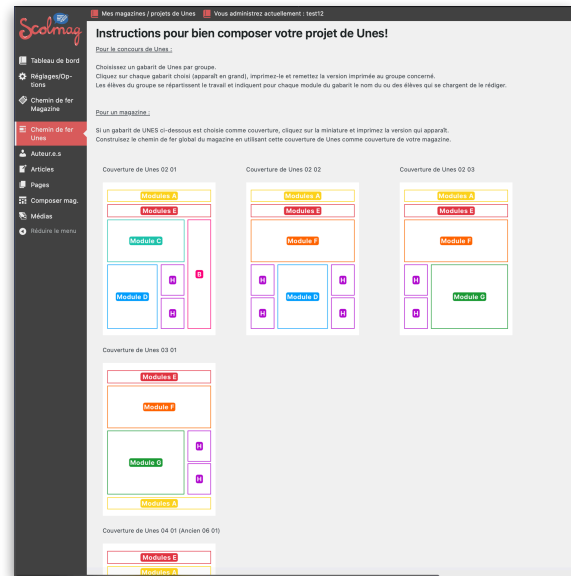 Scolmag
Mes magazines / projets de Unes
Vous administrez actuellement : test12
Tableau de bord
Réglages/Op-
tions
Chemin de fer
Magazine
Chemin de fer
Unes
Auteur.e.s
Articles
Pages
Composer mag.
Médias
Réduire le menu
Instructions pour bien composer votre projet de Unes!
Pour le concours de Unes :
Choisissez un gabarit de Unes par groupe.
Cliquez sur chaque gabarit choisi (apparaît en grand), imprimez-le et remettez la version imprimée au groupe concerné.
Les élèves du groupe se répartissent le travail et indiquent pour chaque module du gabarit le nom du ou des élèves qui se chargent de le rédiger.
Pour un magazine :
Si un gabarit de UNES ci-dessous est choisie comme couverture, cliquez sur la miniature et imprimez la version qui apparaît.
Construisez le chemin de fer global du magazine en utilisant cette couverture de Unes comme couverture de votre magazine.
Couverture de Unes 02 01
Modules A
Modules E
Module C
B
Module D
H
H
Couverture de Unes 02 02
Modules A
Modules E
Module F
H
H
Module D
H
H
Couverture de Unes 02 03
Modules A
Modules E
Module F
H
H
Module G
Couverture de Unes 03 01
Modules E
Module F
Module G
H
H
Modules A
Couverture de Unes 04 01 (Ancien 06 01)
Modules E
Modules A